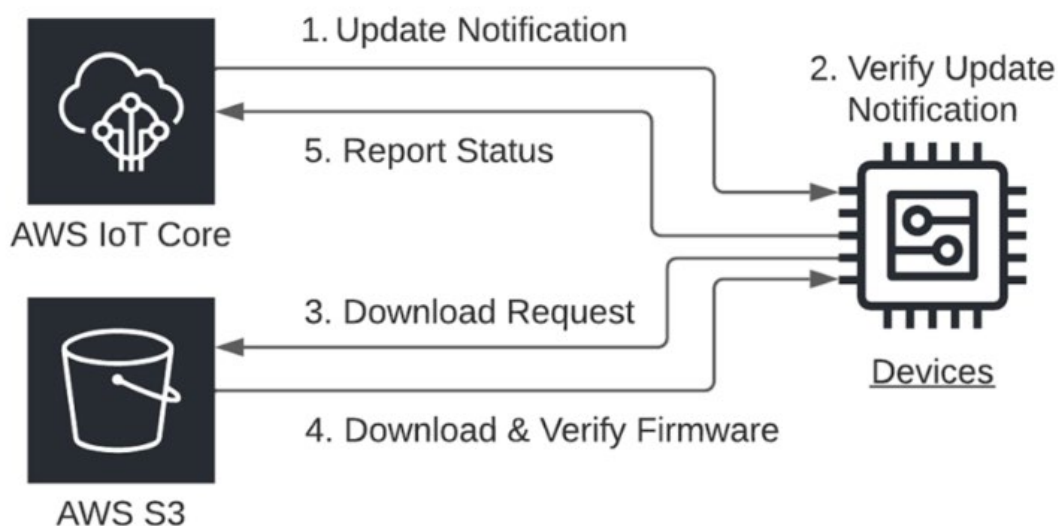 1. Update Notification
2. Verify Update
Notification
5. Report Status
AWS IoT Core
3. Download Request
Devices
4. Download & Verify Firmware
AWS S3